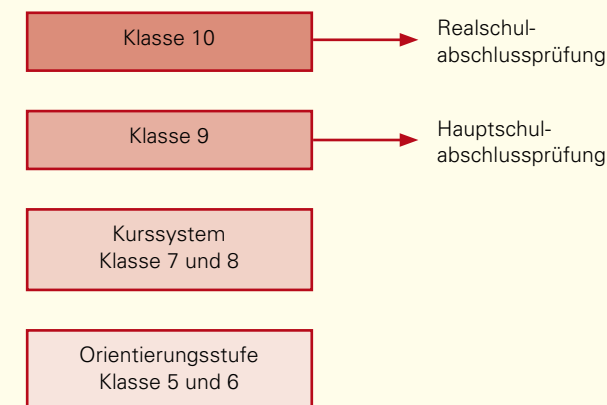 Klasse 10
Realschul-
abschlussprüfung
Klasse 9
Hauptschul-
abschlussprüfung
Kurssystem
Klasse 7 und 8
Orientierungsstufe
Klasse 5 und 6